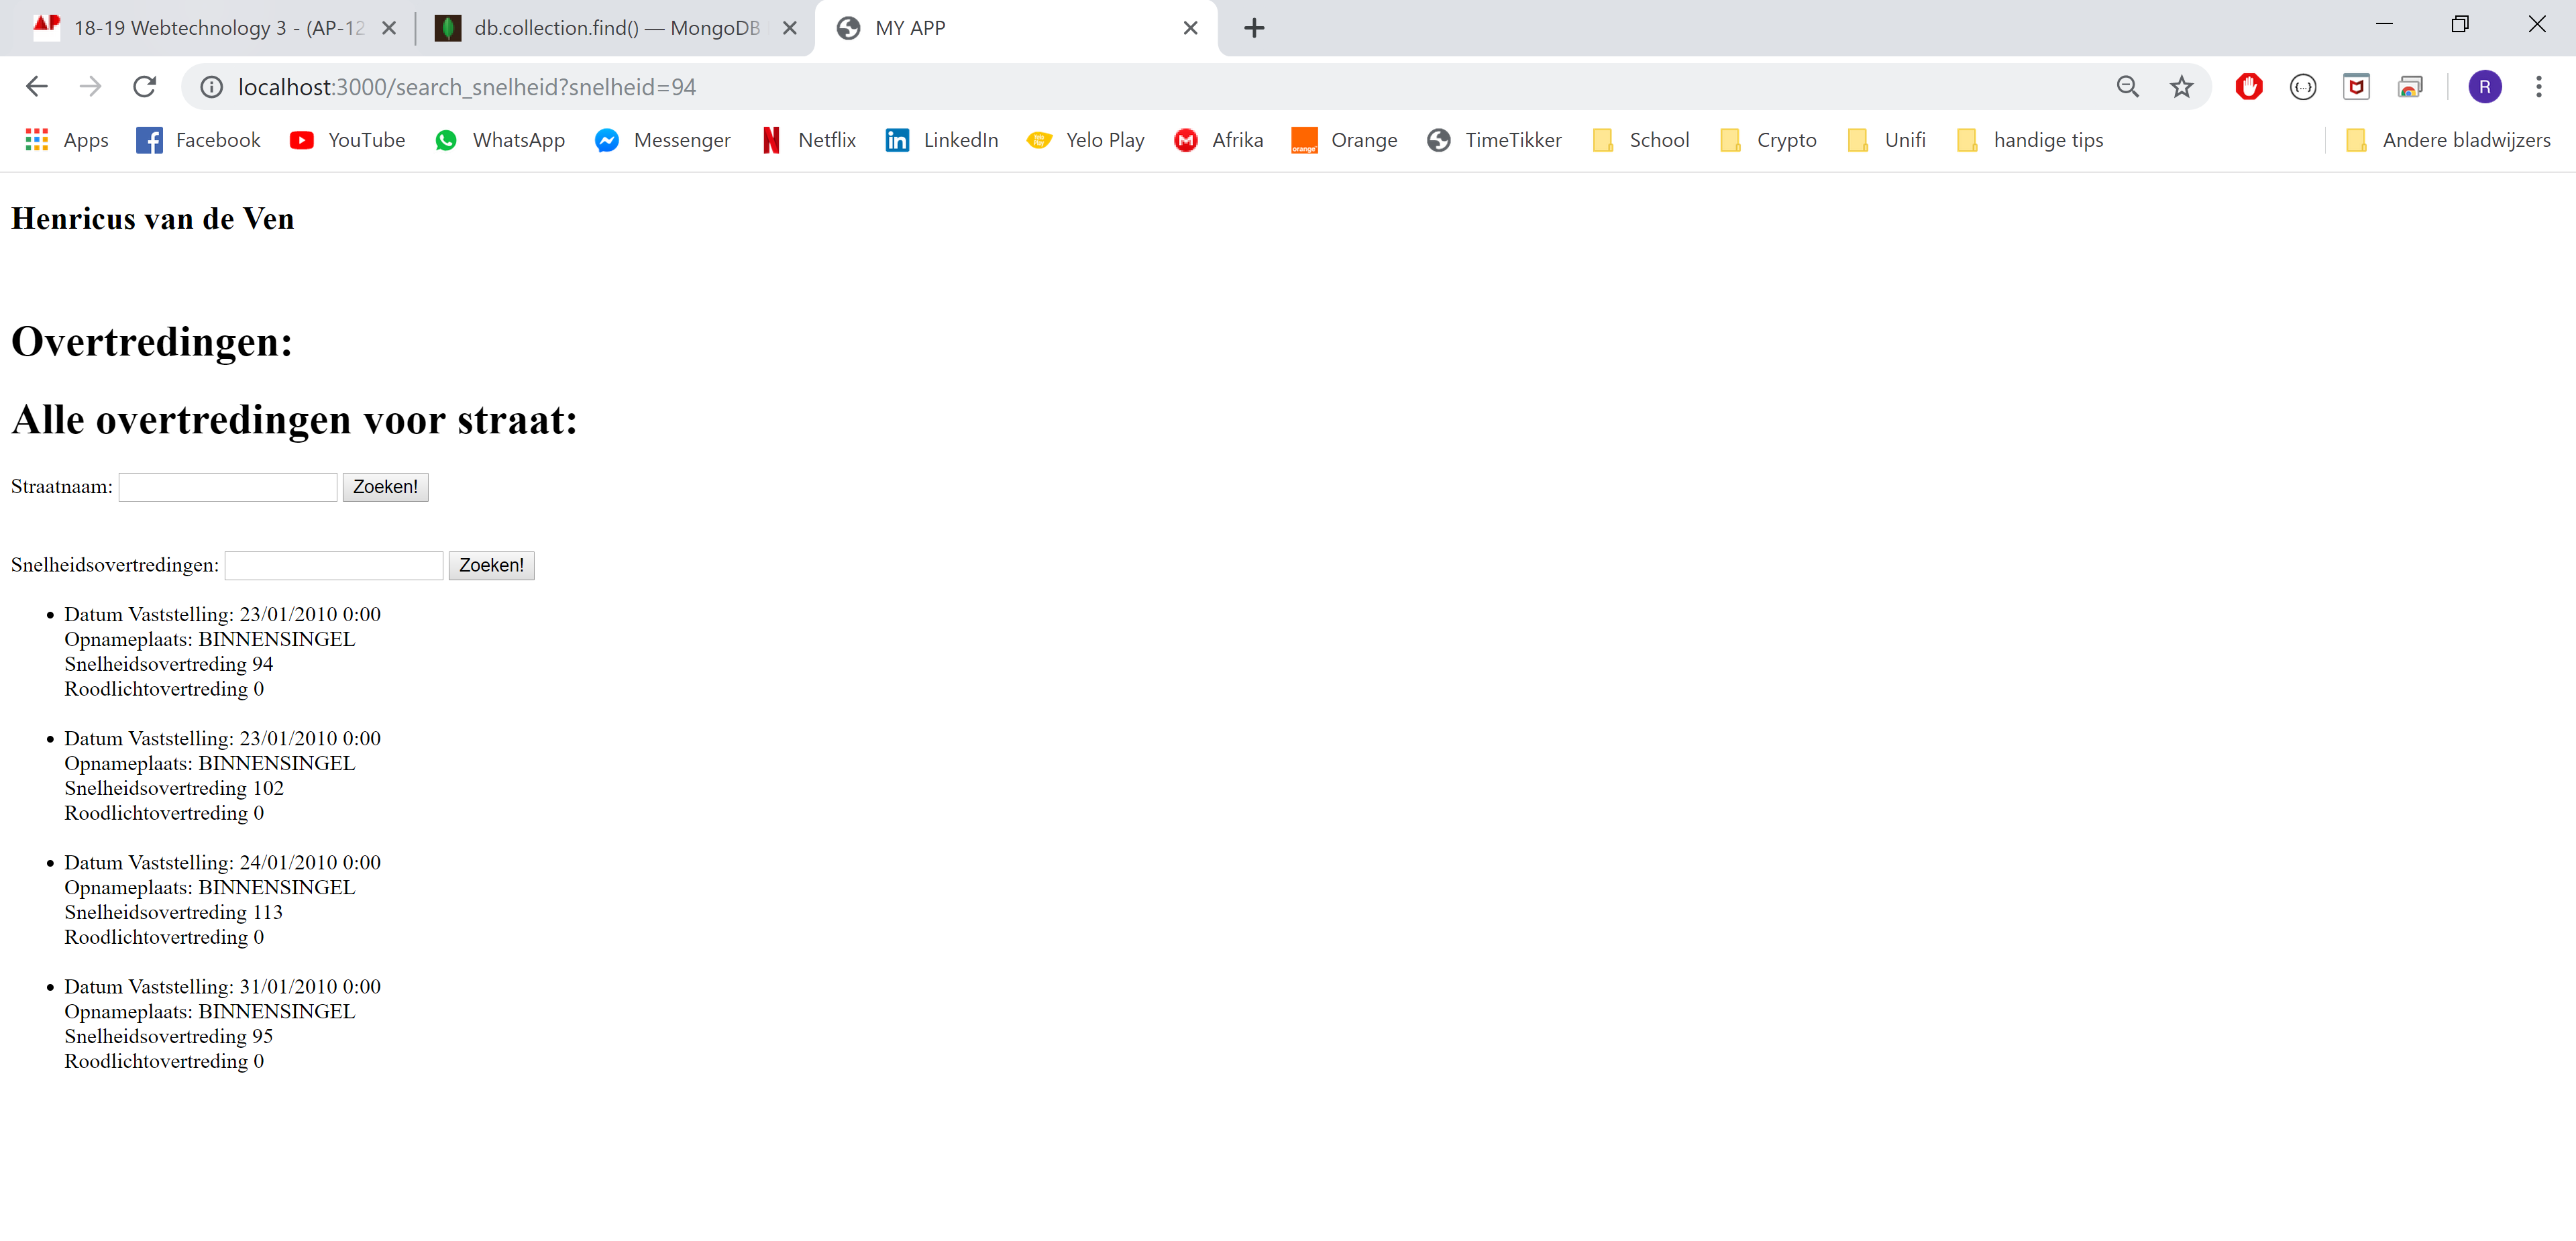 18-19 Webtechnology 3 - (AP-12
db.collection.find() — MongoDB
MY APP
localhost:3000/search_snelheid?snelheid=94
R
Apps
Facebook
YouTube
WhatsApp
Messenger
Netflix
LinkedIn
Yelo Play
Afrika
Orange
TimeTikker
School
Crypto
Unifi
handige tips
Andere bladwijzers
Henricus van de Ven
Overtredingen:
Alle overtredingen voor straat:
Straatnaam: Zoeken!
Snelheidsovertredingen: Zoeken!
Datum Vaststelling: 23/01/2010 0:00
Opnameplaats: BINNENSINGEL
Snelheidsovertreding 94
Roodlichtovertreding 0
Datum Vaststelling: 23/01/2010 0:00
Opnameplaats: BINNENSINGEL
Snelheidsovertreding 102
Roodlichtovertreding 0
Datum Vaststelling: 24/01/2010 0:00
Opnameplaats: BINNENSINGEL
Snelheidsovertreding 113
Roodlichtovertreding 0
Datum Vaststelling: 31/01/2010 0:00
Opnameplaats: BINNENSINGEL
Snelheidsovertreding 95
Roodlichtovertreding 0